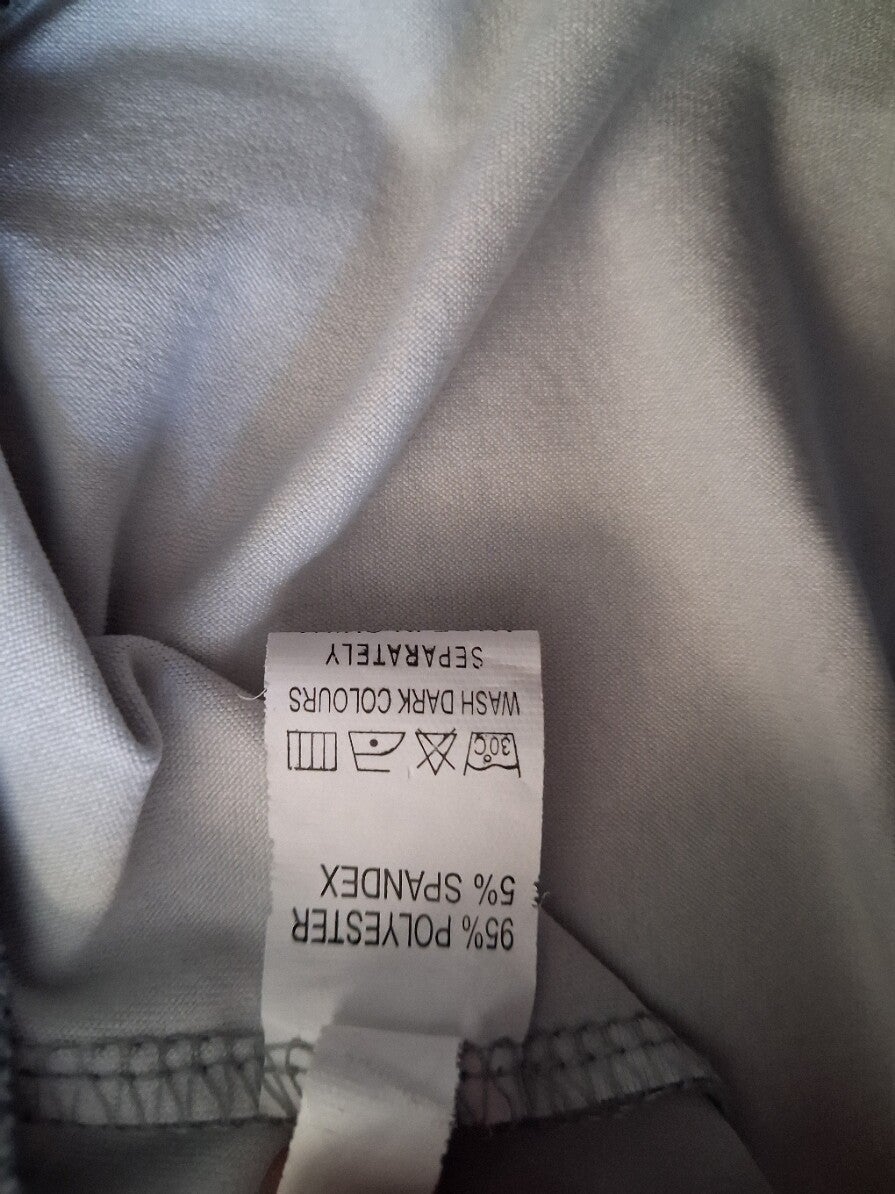 95% POLYESTER
5% SPANDEX
30°C
WASH DARK COLOURS
SEPARATELY